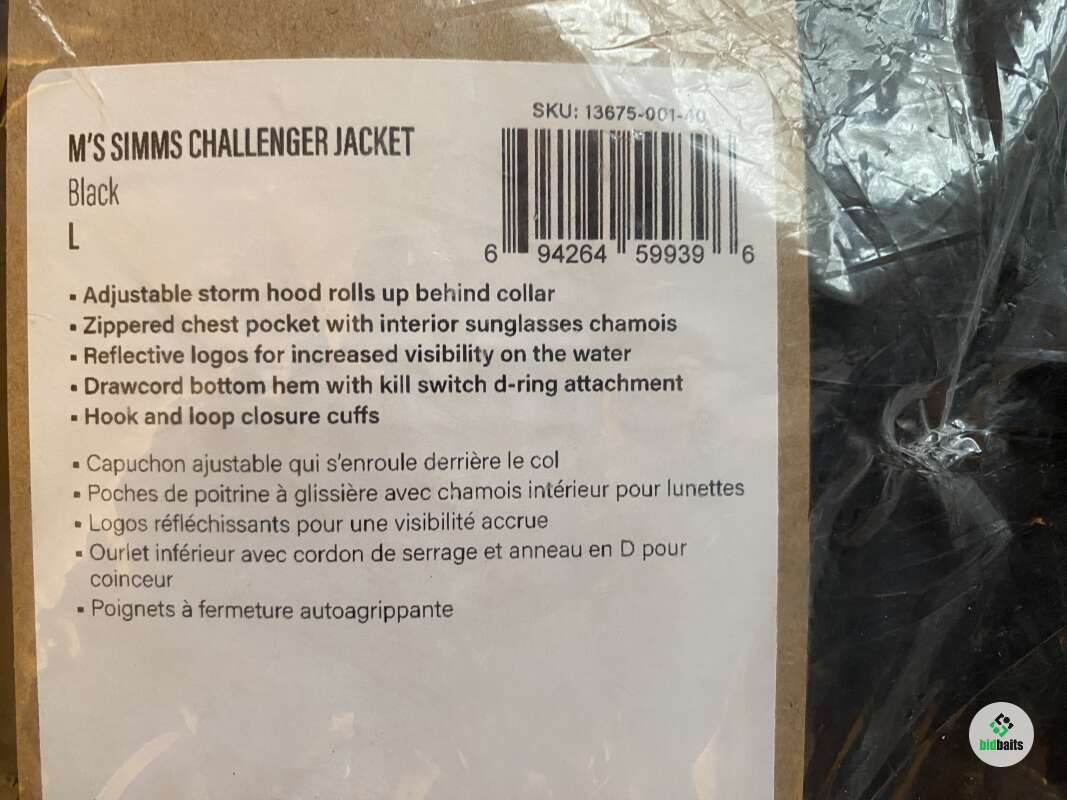 SKU: 13675-001-40
M'S SIMMS CHALLENGER JACKET
Black
L
6 94264 59939 6
▪ Adjustable storm hood rolls up behind collar
▪ Zippered chest pocket with interior sunglasses chamois
▪ Reflective logos for increased visibility on the water
▪ Drawcord bottom hem with kill switch d-ring attachment
▪ Hook and loop closure cuffs
▪ Capuchon ajustable qui s'enroule derrière le col
▪ Poches de poitrine à glissière avec chamois intérieur pour lunettes
▪ Logos réfléchissants pour une visibilité accrue
▪ Ourlet inférieur avec cordon de serrage et anneau en D pour
coinceur
▪ Poignets à fermeture autoagrippante
bidbaits